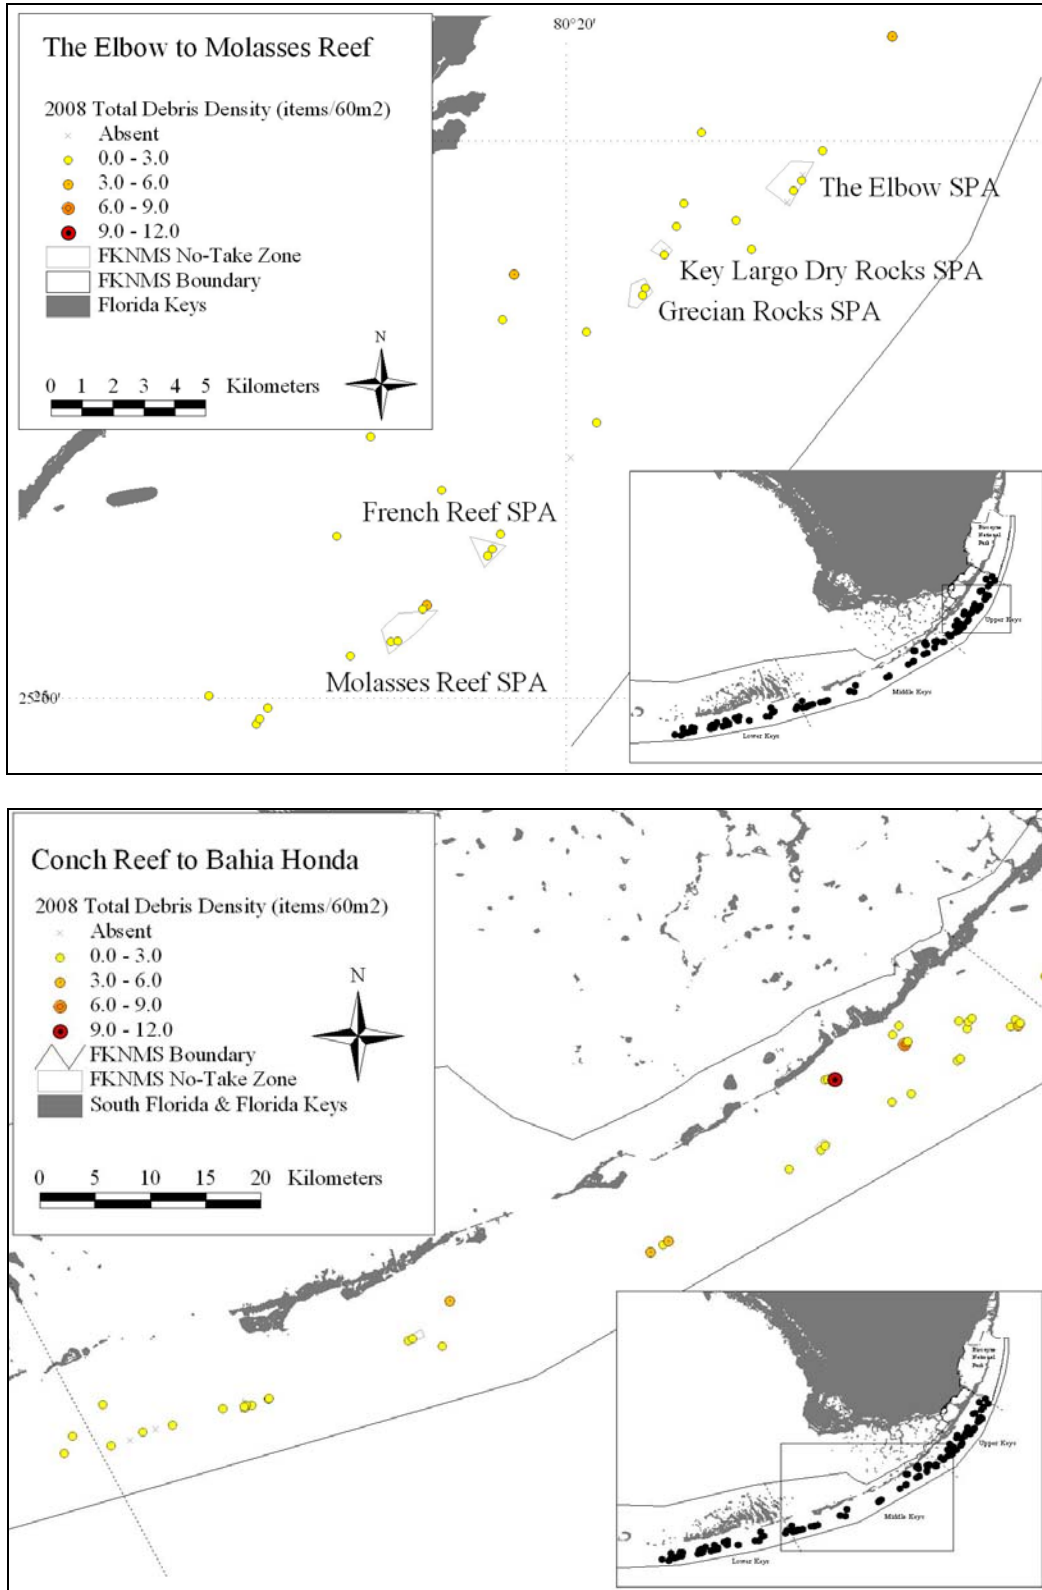 The Elbow to Molasses Reef
2008 Total Debris Density (items/60m2)
Absent
0.0 - 3.0
3.0 - 6.0
6.0 - 9.0
9.0 - 12.0
FKNMS No-Take Zone
FKNMS Boundary
Florida Keys
N
0 1 2 3 4 5 Kilometers
80°20'
The Elbow SPA
Key Largo Dry Rocks SPA
Grecian Rocks SPA
French Reef SPA
Molasses Reef SPA
Biscayne
National
Park
Upper Keys
Middle Keys
Lower Keys
Conch Reef to Bahia Honda
2008 Total Debris Density (items/60m2)
Absent
0.0 - 3.0
3.0 - 6.0
6.0 - 9.0
9.0 - 12.0
FKNMS Boundary
FKNMS No-Take Zone
South Florida & Florida Keys
N
0 5 10 15 20 Kilometers
Biscayne
National
Park
Upper Keys
Middle Keys
Lower Keys